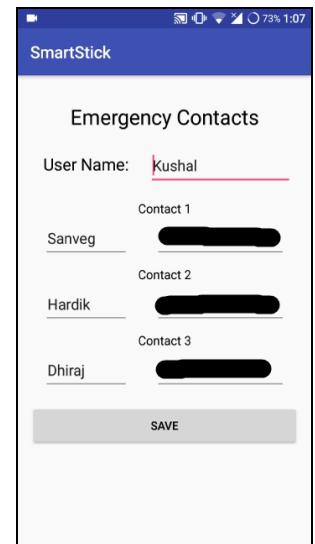 73% 1:07
SmartStick
Emergency Contacts
User Name: Kushal
Contact 1
Sanveg
Contact 2
Hardik
Contact 3
Dhiraj
SAVE